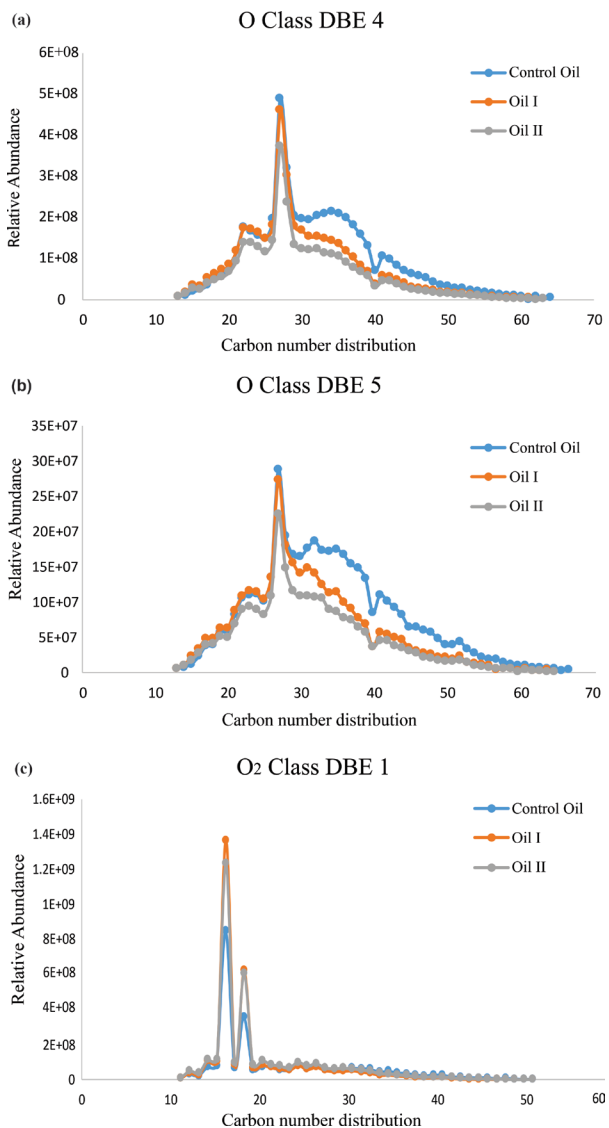 (a)
O Class DBE 4
6E+08
5E+08
4E+08
3E+08
2E+08
1E+08
0
Relative Abundance
Control Oil
Oil I
Oil II
0 10 20 30 40 50 60 70
Carbon number distribution
(b)
O Class DBE 5
35E+07
30E+07
25E+07
20E+07
15E+07
10E+07
5E+07
0
Relative Abundance
Control Oil
Oil I
Oil II
0 10 20 30 40 50 60 70
Carbon number distribution
(c)
O2 Class DBE 1
1.6E+09
1.4E+09
1.2E+09
1E+09
8E+08
6E+08
4E+08
2E+08
0
Relative Abundance
Control Oil
Oil I
Oil II
0 10 20 30 40 50 60
Carbon number distribution